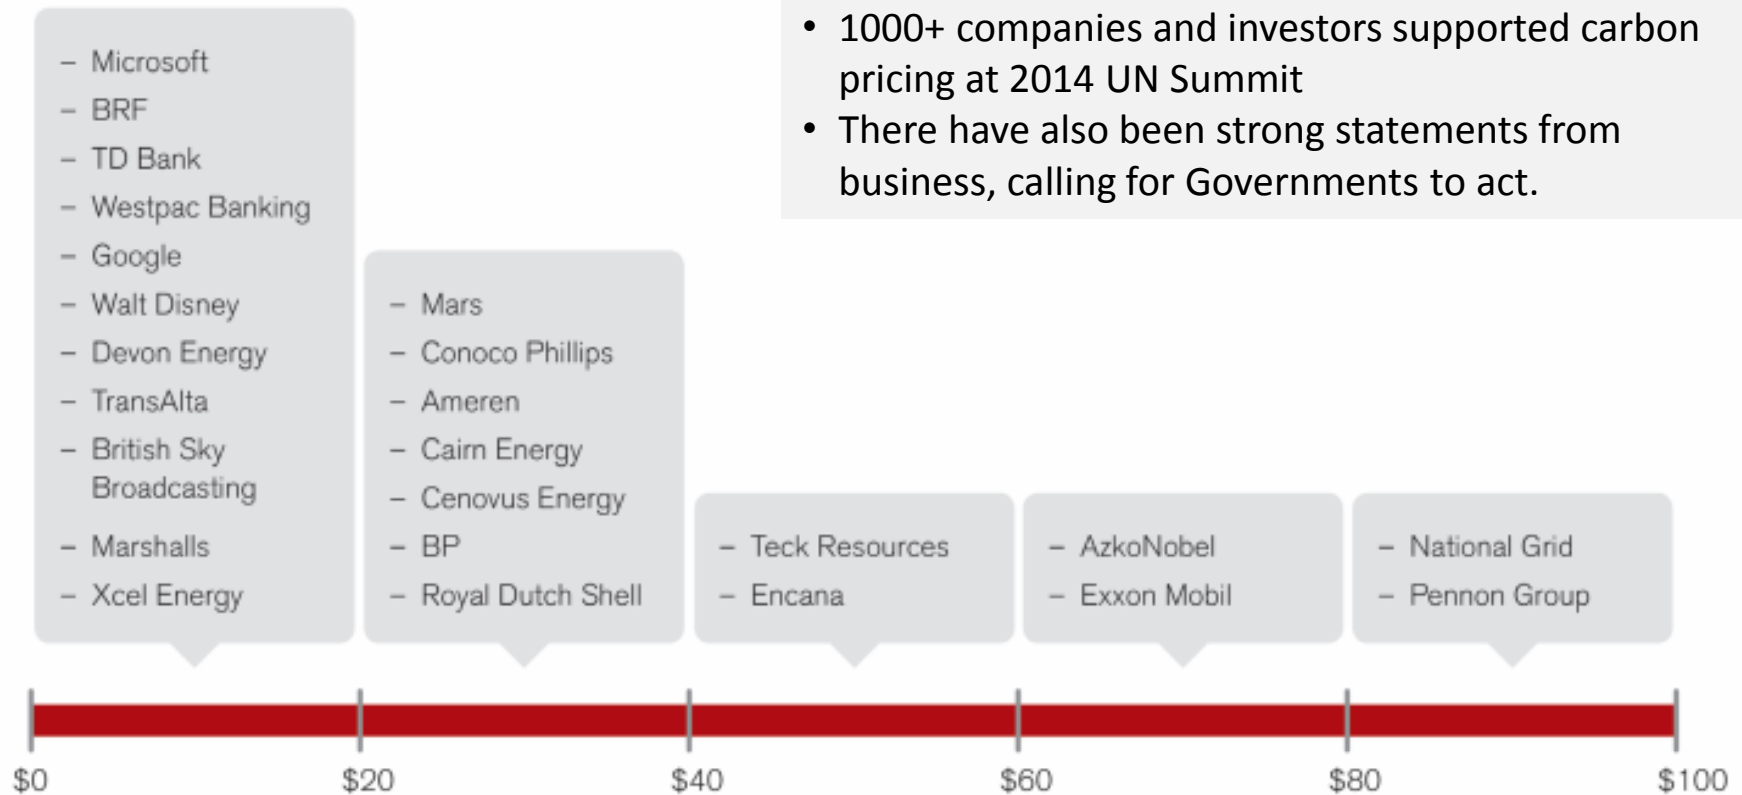 • 1000+ companies and investors supported carbon
pricing at 2014 UN Summit
• There have also been strong statements from
business, calling for Governments to act.
– Microsoft
– BRF
– TD Bank
– Westpac Banking
– Google
– Walt Disney
– Devon Energy
– TransAlta
– British Sky
Broadcasting
– Marshalls
– Xcel Energy
– Mars
– Conoco Phillips
– Ameren
– Cairn Energy
– Cenovus Energy
– BP
– Royal Dutch Shell
– Teck Resources
– Encana
– AzkoNobel
– Exxon Mobil
– National Grid
– Pennon Group
$0
$20
$40
$60
$80
$100